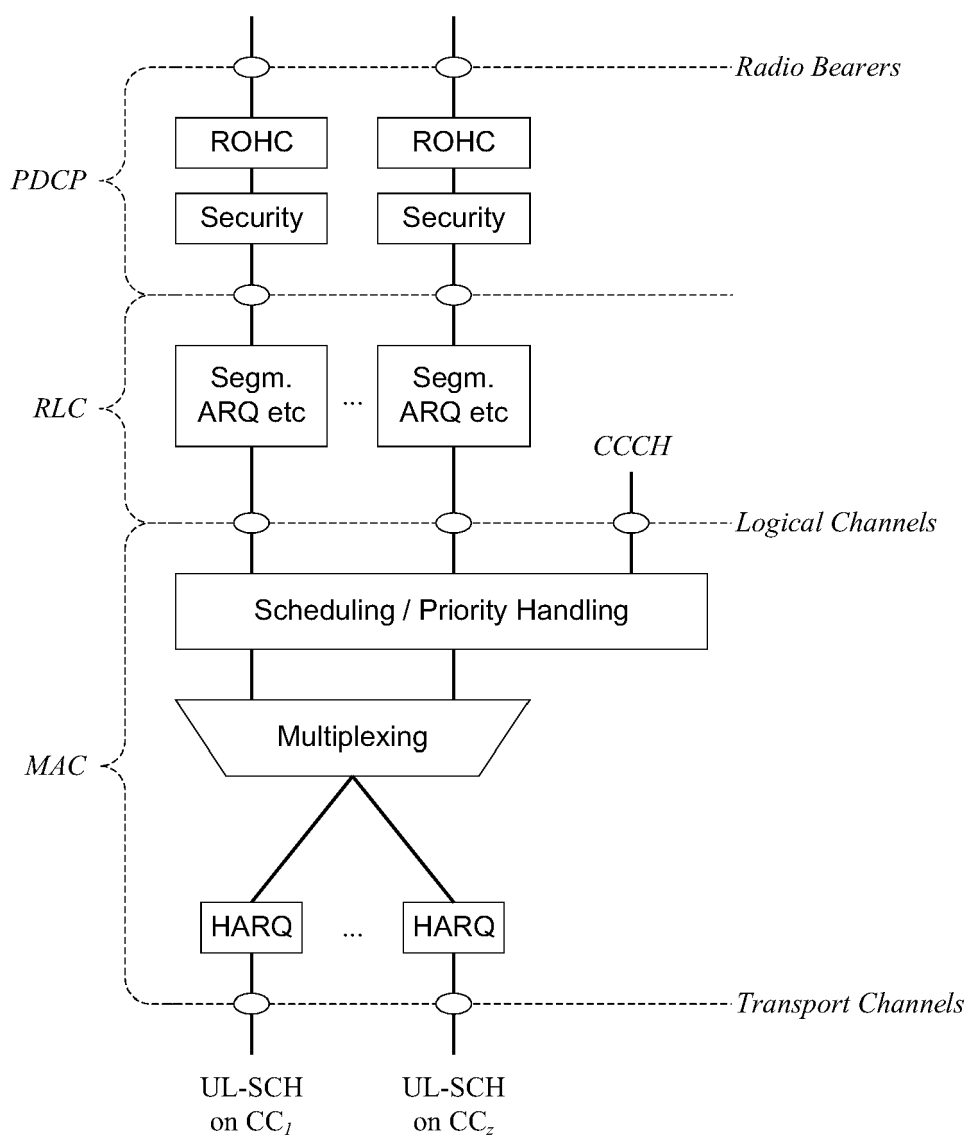 Radio Bearers
ROHC ROHC
PDCP
Security Security
Segm. Segm.
ARQ etc ... ARQ etc
RLC
CCCH
Logical Channels
Scheduling / Priority Handling
Multiplexing
MAC
HARQ ... HARQ
Transport Channels
UL-SCH UL-SCH
on CC1 on CCz